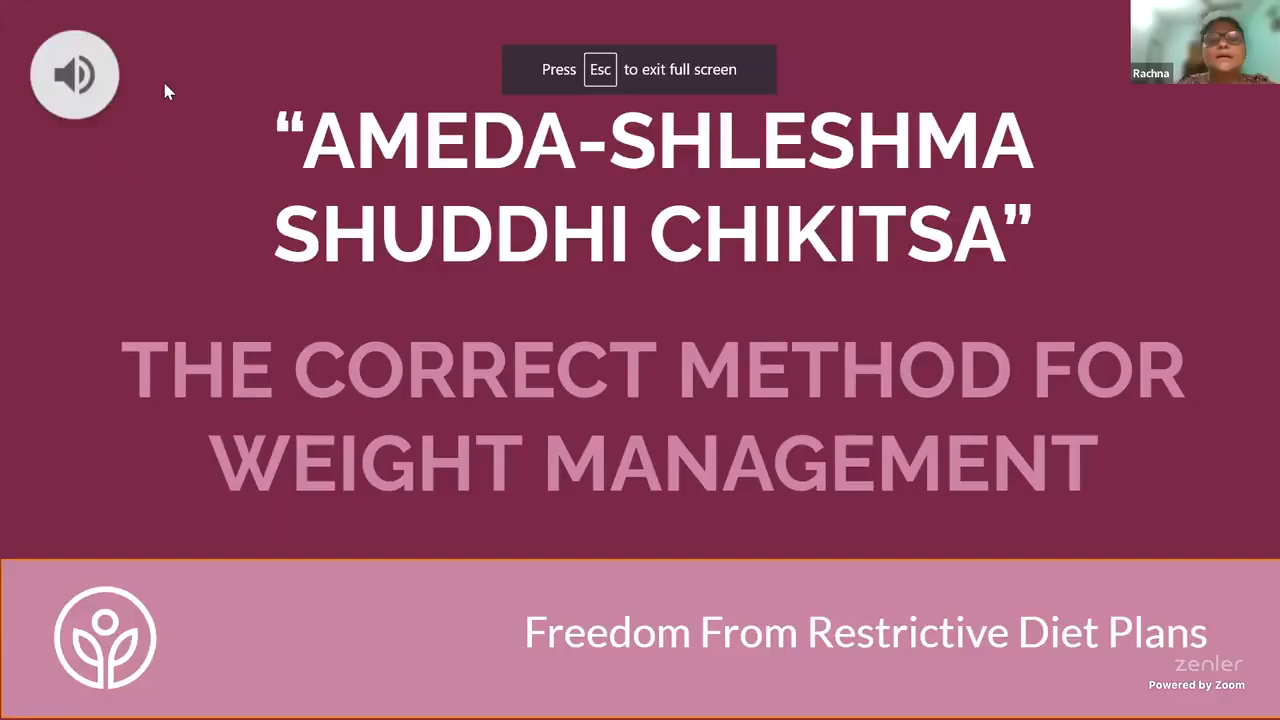 Rachna
Press Esc to exit full screen
“AMEDA-SHLESHMA
SHUDDHI CHIKITSA”
THE CORRECT METHOD FOR
WEIGHT MANAGEMENT
Freedom From Restrictive Diet Plans
zenler
Powered by Zoom